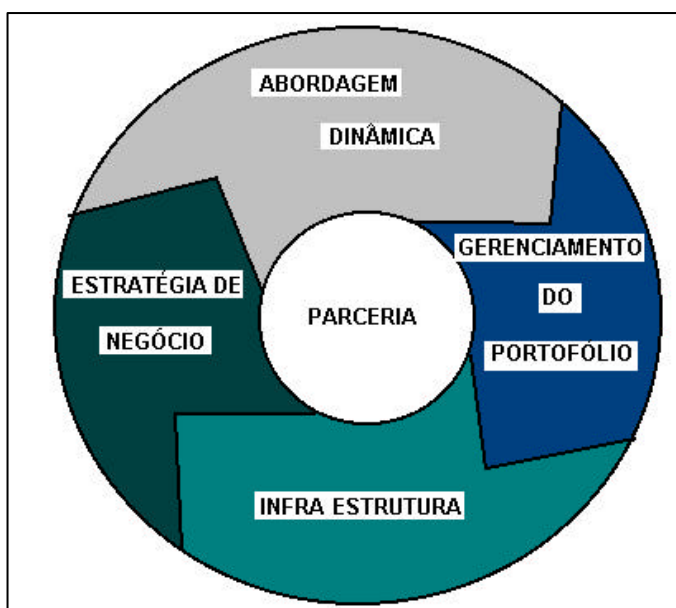 ABORDAGEM
DINÂMICA
GERENCIAMENTO
DO
PORTOFÓLIO
ESTRATÉGIA DE
NEGÓCIO
PARCERIA
INFRA ESTRUTURA